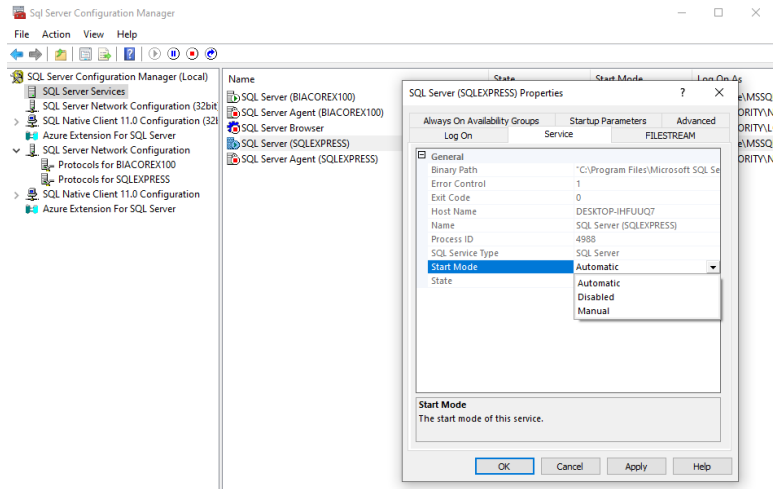 Sql Server Configuration Manager
File Action View Help
SQL Server Configuration Manager (Local)
SQL Server Services
SQL Server Network Configuration (32bit
SQL Native Client 11.0 Configuration (32
Azure Extension For SQL Server
SQL Server Network Configuration
Protocols for BIACOREX100
Protocols for SQLEXPRESS
SQL Native Client 11.0 Configuration
Azure Extension For SQL Server
Name State Start Mode Log On As
SQL Server (BIACOREX100)
SQL Server Agent (BIACOREX100)
SQL Server Browser
SQL Server (SQLEXPRESS)
SQL Server Agent (SQLEXPRESS)
e\MSSQ
ORITY\N
ORITY\L
e\MSSQ
ORITY\N
SQL Server (SQLEXPRESS) Properties ? ×
Always On Availability Groups Startup Parameters Advanced
Log On Service FILESTREAM
General
Binary Path "C:\Program Files\Microsoft SQL Se
Error Control 1
Exit Code 0
Host Name DESKTOP-IHFUUQ7
Name SQL Server (SQLEXPRESS)
Process ID 4988
SQL Service Type SQL Server
Start Mode Automatic
State
Automatic
Disabled
Manual
Start Mode
The start mode of this service.
OK Cancel Apply Help